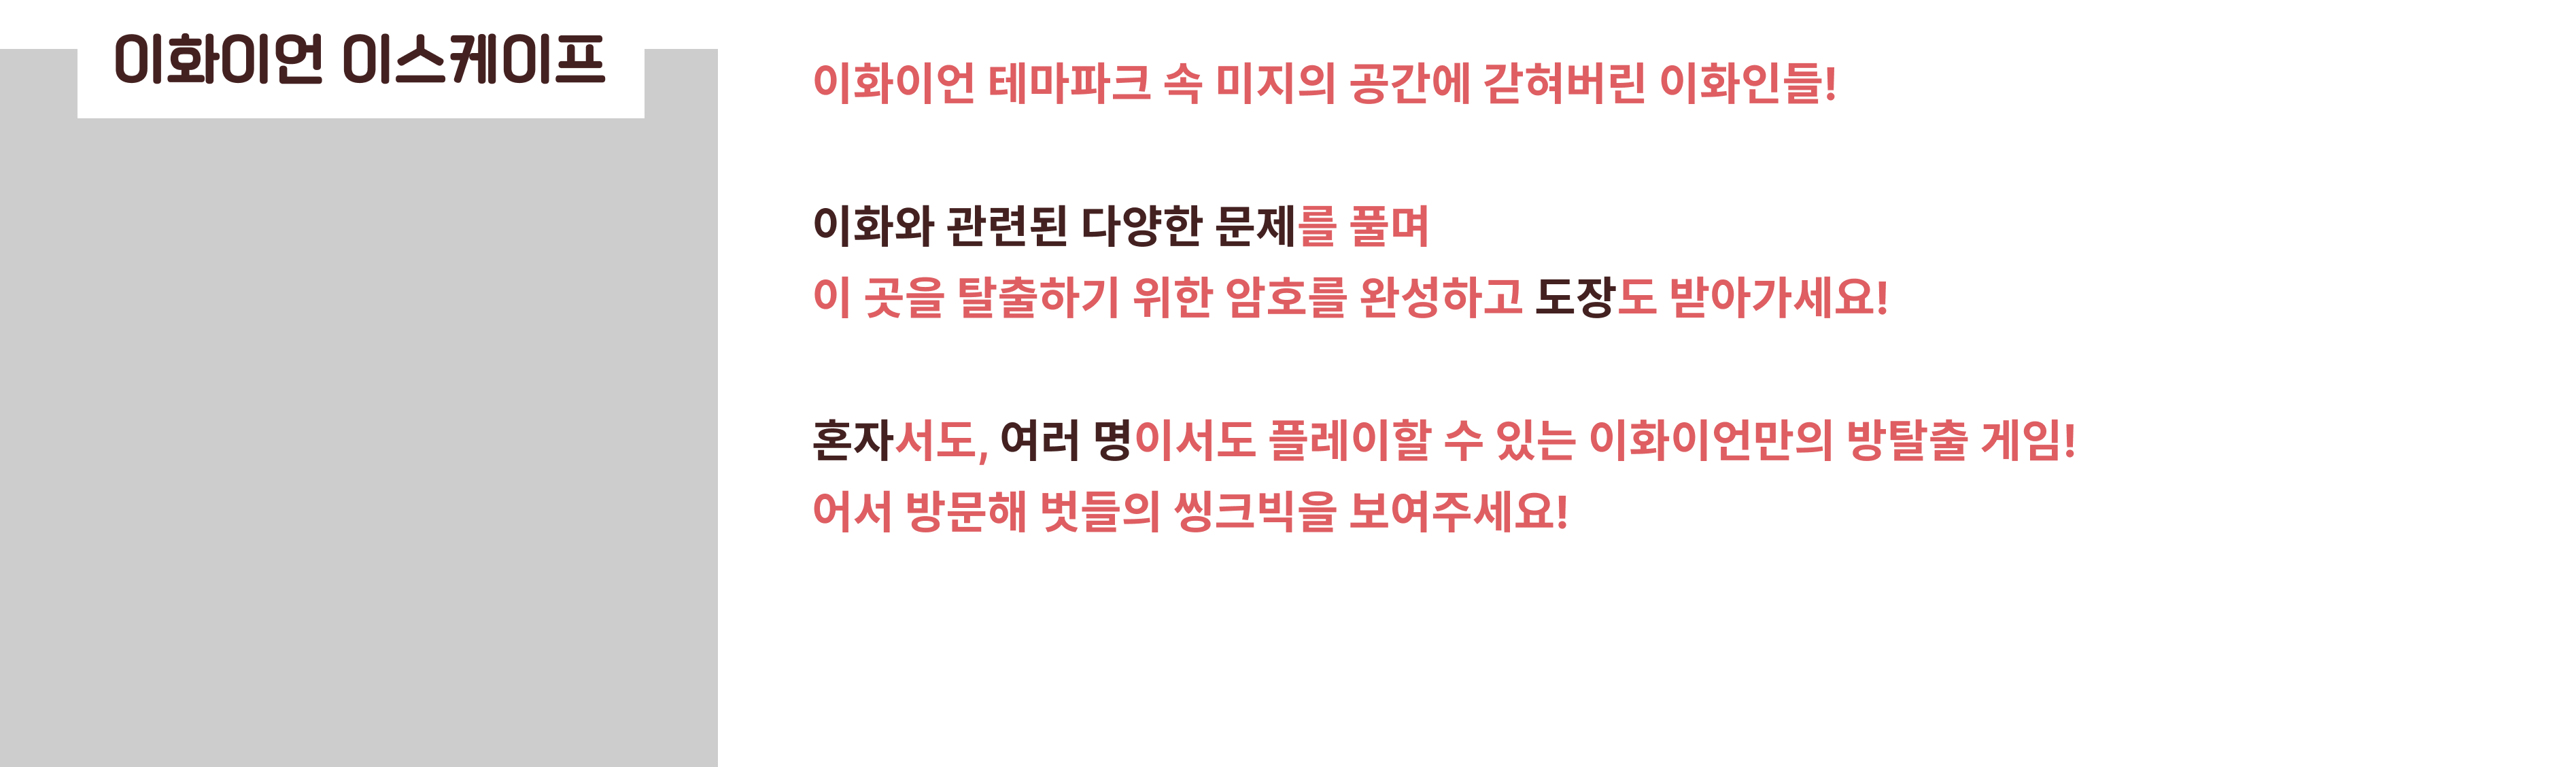 이화이언 이스케이프
이화이언 테마파크 속 미지의 공간에 갇혀버린 이화인들!
이화와 관련된 다양한 문제를 풀며
이 곳을 탈출하기 위한 암호를 완성하고 도장도 받아가세요!
혼자서도, 여러 명이서도 플레이할 수 있는 이화이언만의 방탈출 게임!
어서 방문해 벗들의 씽크빅을 보여주세요!